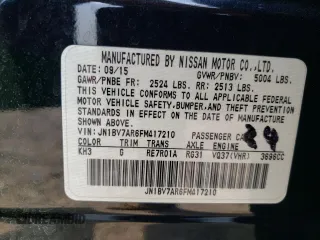 MANUFACTURED BY NISSAN MOTOR CO.,LTD.
DATE: 09/15 GVWR/PNBV: 5004 LBS.
GAWR/PNBE FR: 2524 LBS. RR: 2513 LBS.
THIS VEHICLE CONFORMS TO ALL APPLICABLE FEDERAL
MOTOR VEHICLE SAFETY, BUMPER, AND THEFT PREVENTION
STANDARDS IN EFFECT ON THE DATE OF MANUFACTURE
SHOWN ABOVE.
VIN: JN1BV7AR6FM417210 PASSENGER CAR
COLOR TRIM TRANS AXLE ENGINE
KH3 G RE7R01A RG31 VQ37(VHR) 3696CC
JN1BV7AR6FM417210